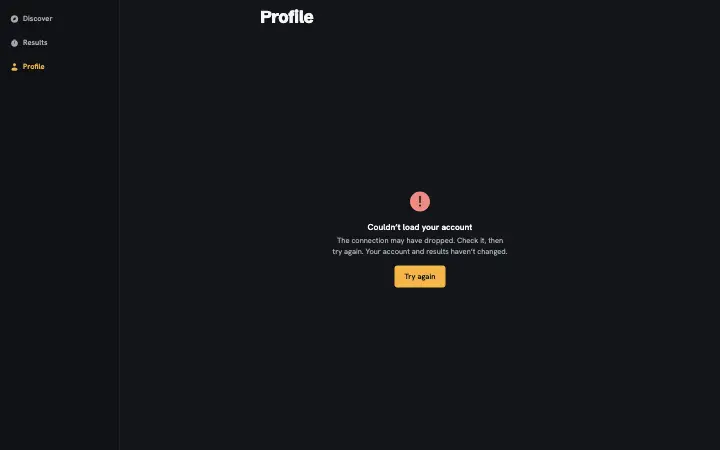 Discover
Results
Profile
Profile
Couldn't load your account
The connection may have dropped. Check it, then
try again. Your account and results haven't changed.
Try again